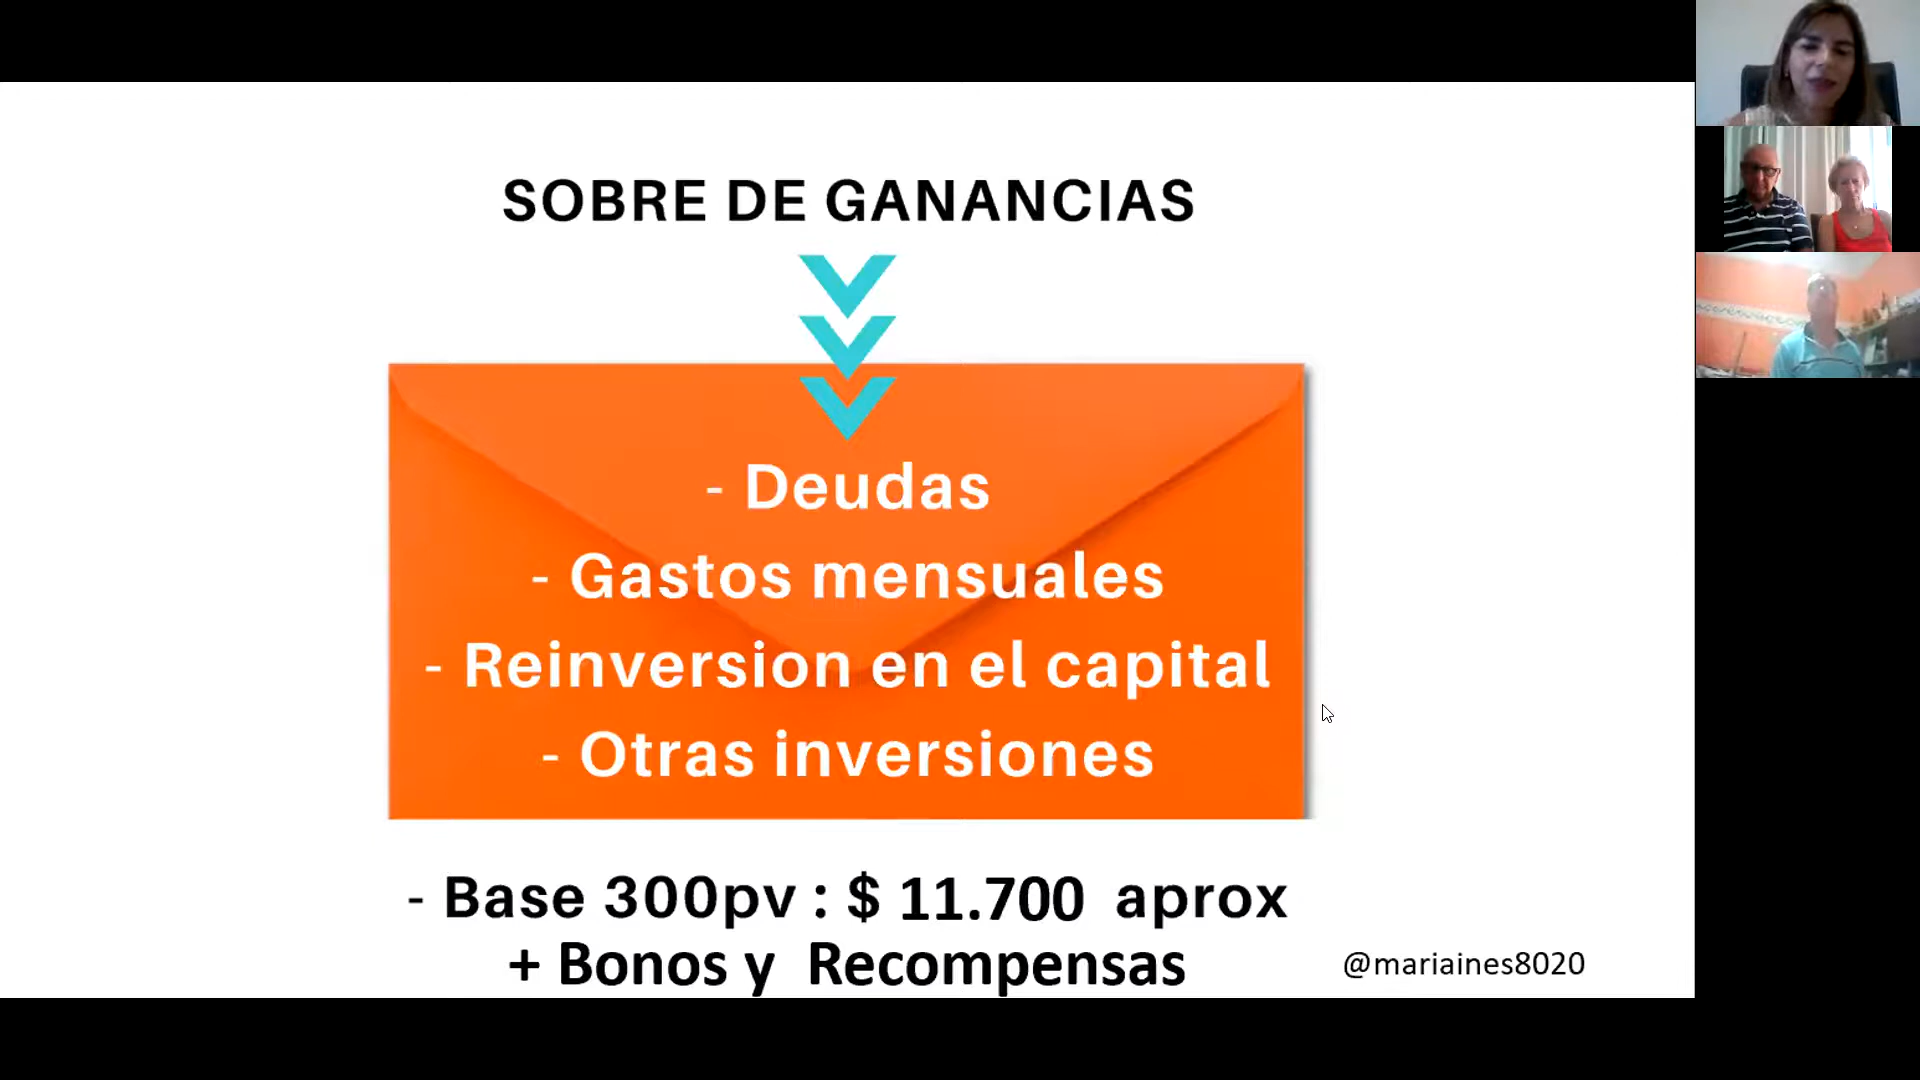 SOBRE DE GANANCIAS
- Deudas
- Gastos mensuales
- Reinversion en el capital
- Otras inversiones
- Base 300pv : $ 11.700 aprox
+ Bonos y Recompensas
@mariaines8020